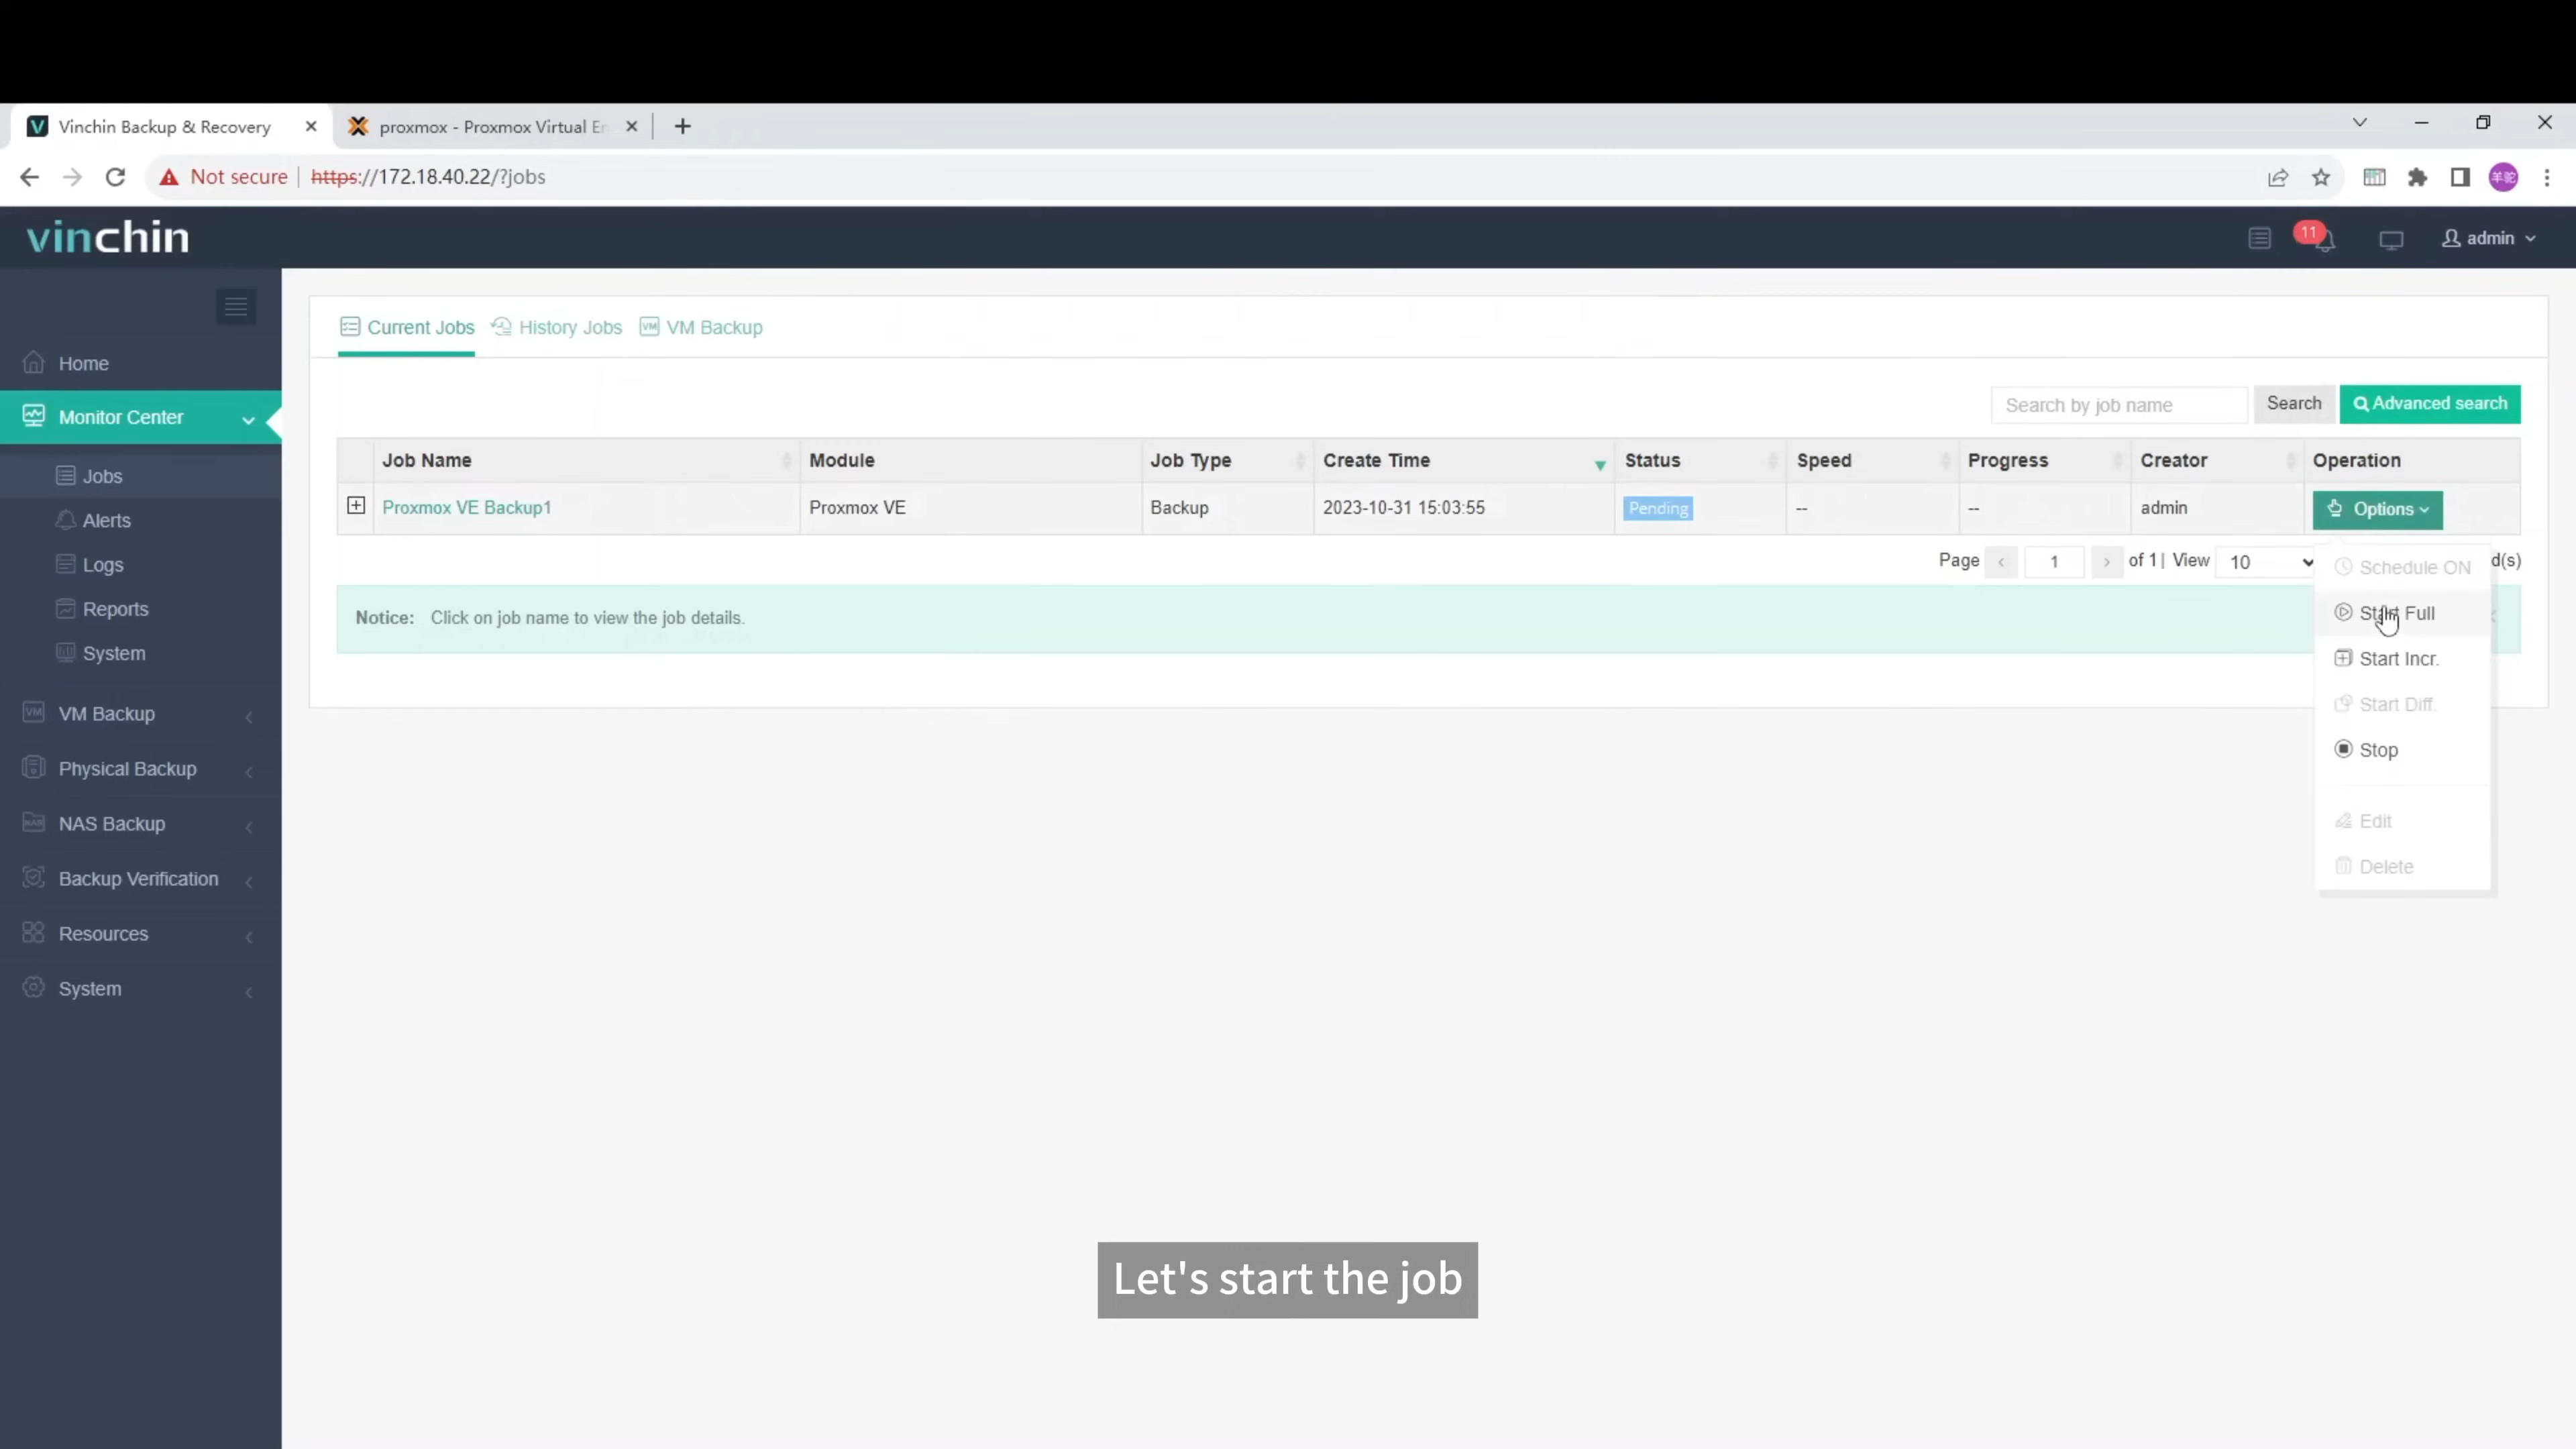 Vinchin Backup & Recovery
proxmox - Proxmox Virtual En
Not secure
https://172.18.40.22/?jobs
羊驼
vinchin
11
admin
Current Jobs
History Jobs
VM Backup
Home
Monitor Center
Jobs
Alerts
Logs
Reports
System
VM Backup
Physical Backup
NAS Backup
Backup Verification
Resources
System
Search by job name
Search
Advanced search
Job Name Module Job Type Create Time Status Speed Progress Creator Operation
Proxmox VE Backup1 Proxmox VE Backup 2023-10-31 15:03:55 Pending -- -- admin Options
Page 1 of 1 | View 10 d(s)
Notice: Click on job name to view the job details.
Schedule ON
Start Full
Start Incr.
Start Diff.
Stop
Edit
Delete
Let's start the job